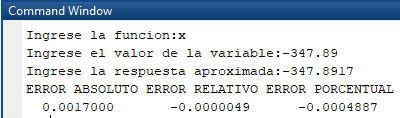 Command Window
Ingrese la funcion:x
Ingrese el valor de la variable:-347.89
Ingrese la respuesta aproximada:-347.8917
ERROR ABSOLUTO ERROR RELATIVO ERROR PORCENTUAL
0.0017000 -0.0000049 -0.0004887